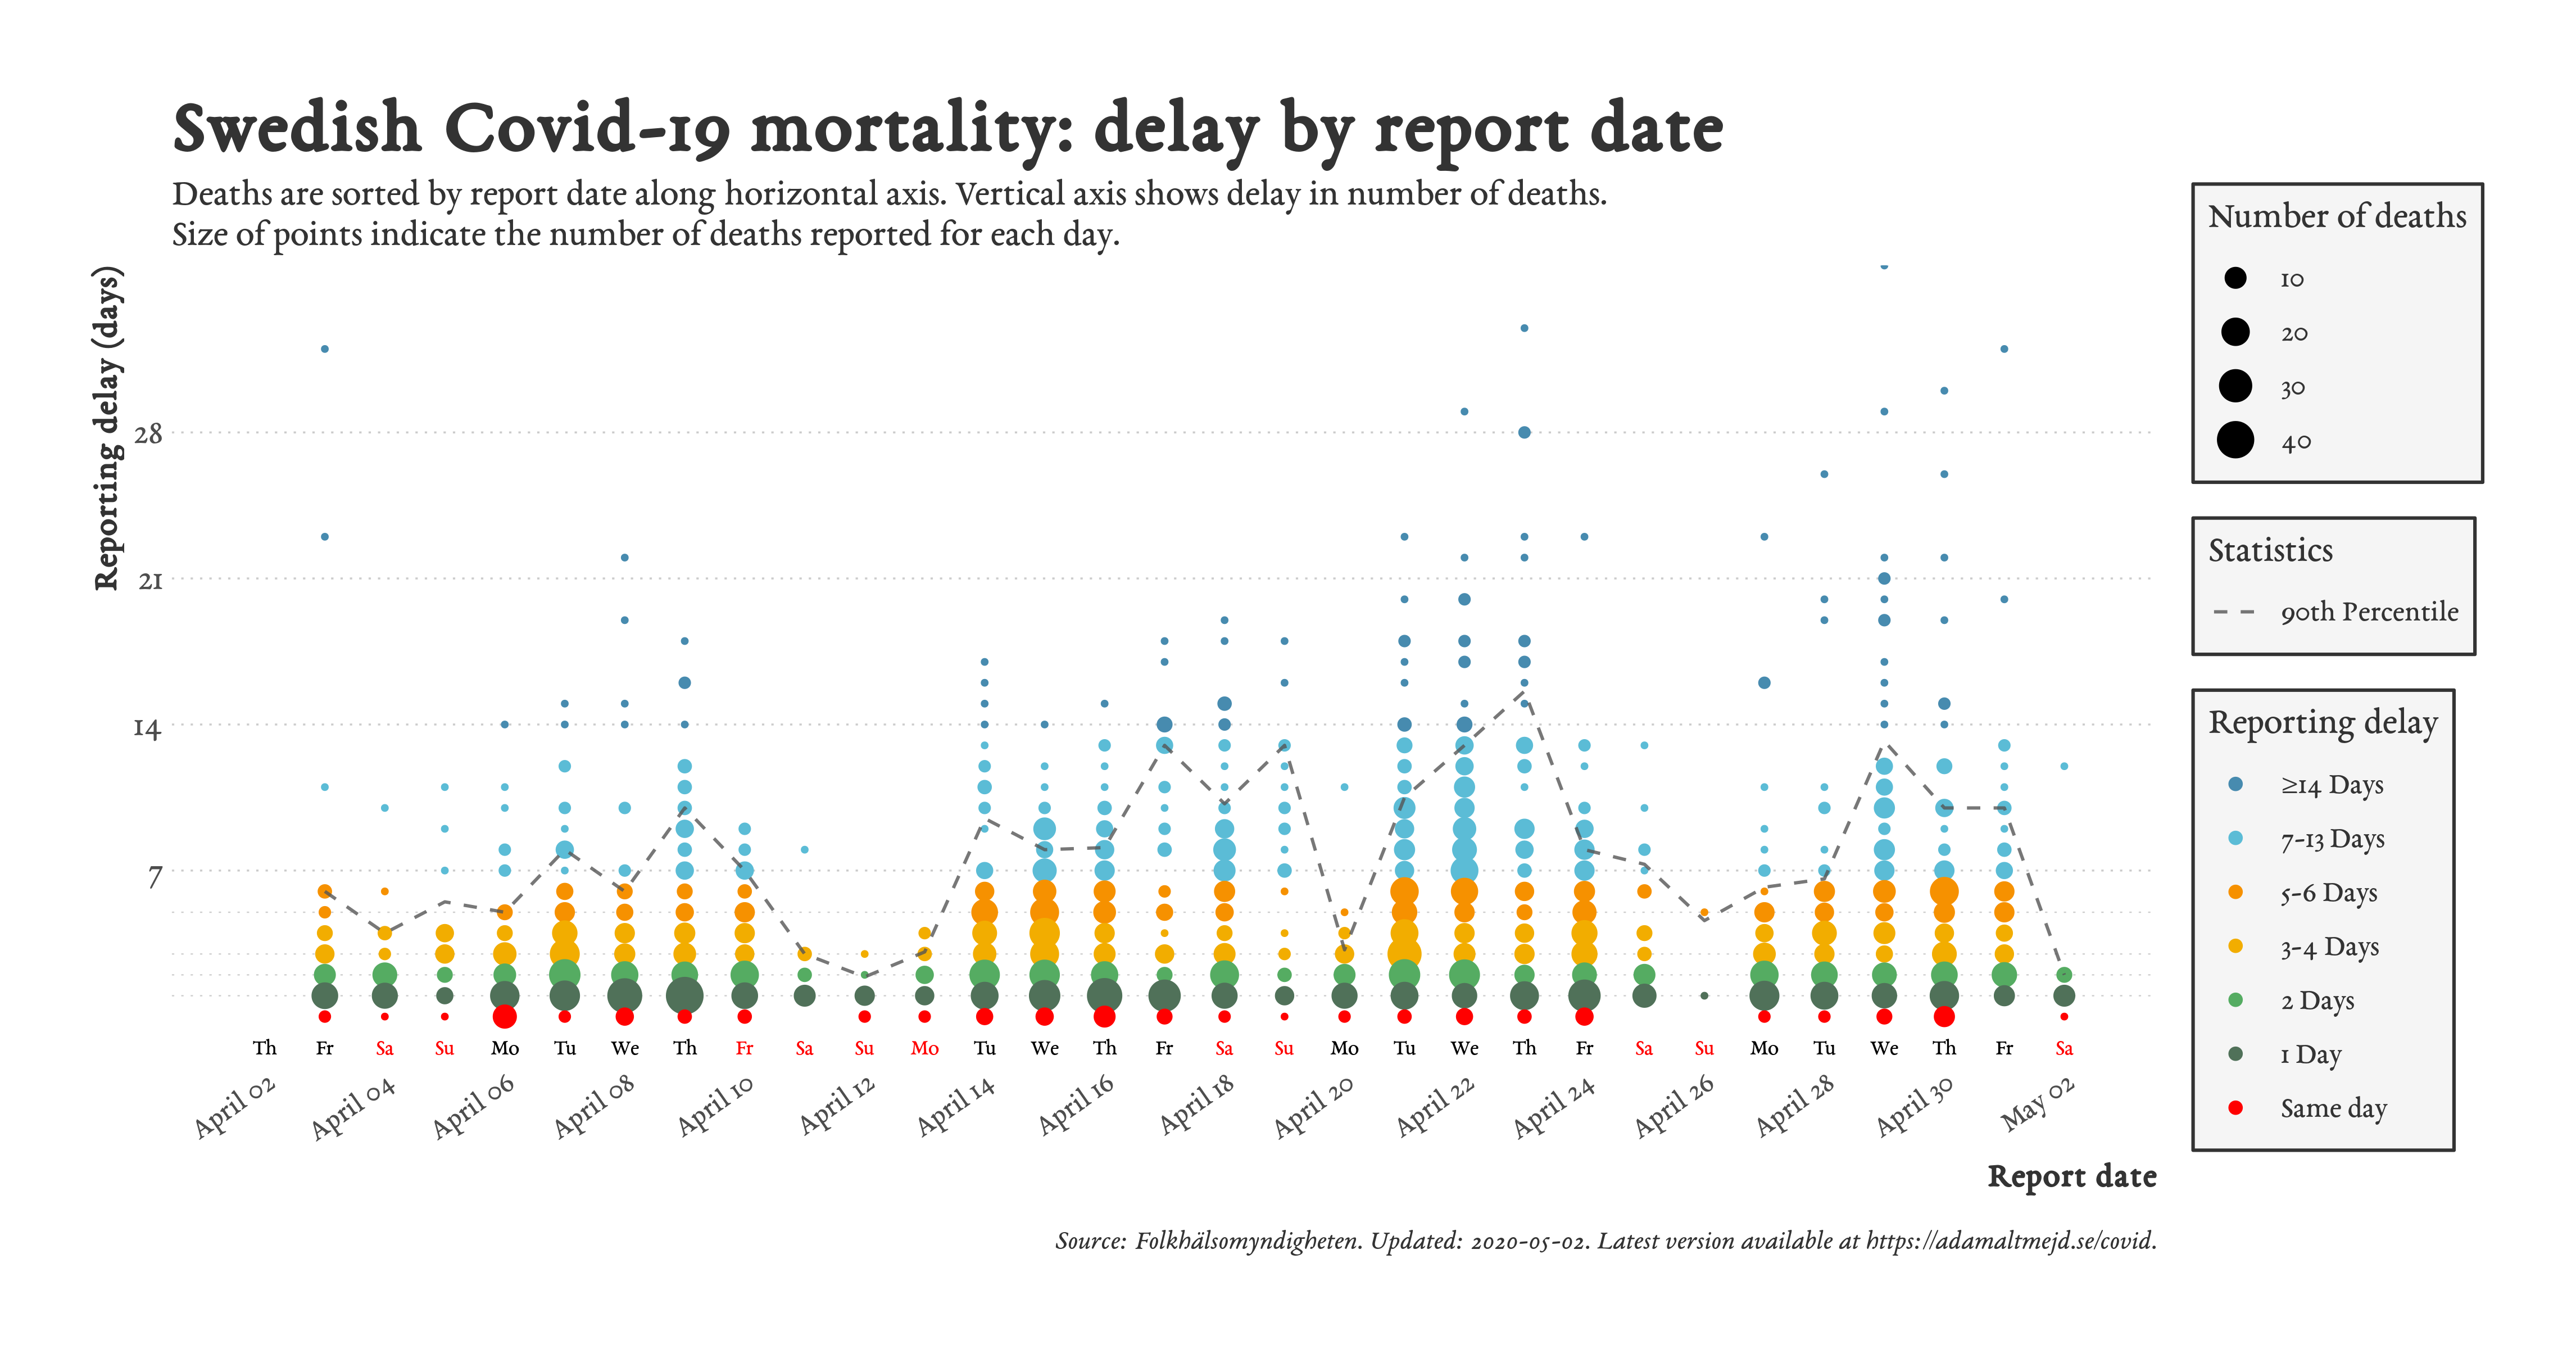 Swedish Covid-19 mortality: delay by report date
Deaths are sorted by report date along horizontal axis. Vertical axis shows delay in number of deaths.
Size of points indicate the number of deaths reported for each day.
Reporting delay (days)
28
21
14
7
Th Fr Sa Su Mo Tu We Th Fr Sa Su Mo Tu We Th Fr Sa Su Mo Tu We Th Fr Sa Su Mo Tu We Th Fr Sa
April 02 April 04 April 06 April 08 April 10 April 12 April 14 April 16 April 18 April 20 April 22 April 24 April 26 April 28 April 30 May 02
Report date
Number of deaths
10
20
30
40
Statistics
90th Percentile
Reporting delay
≥14 Days
7-13 Days
5-6 Days
3-4 Days
2 Days
1 Day
Same day
Source: Folkhälsomyndigheten. Updated: 2020-05-02. Latest version available at https://adamaltmejd.se/covid.